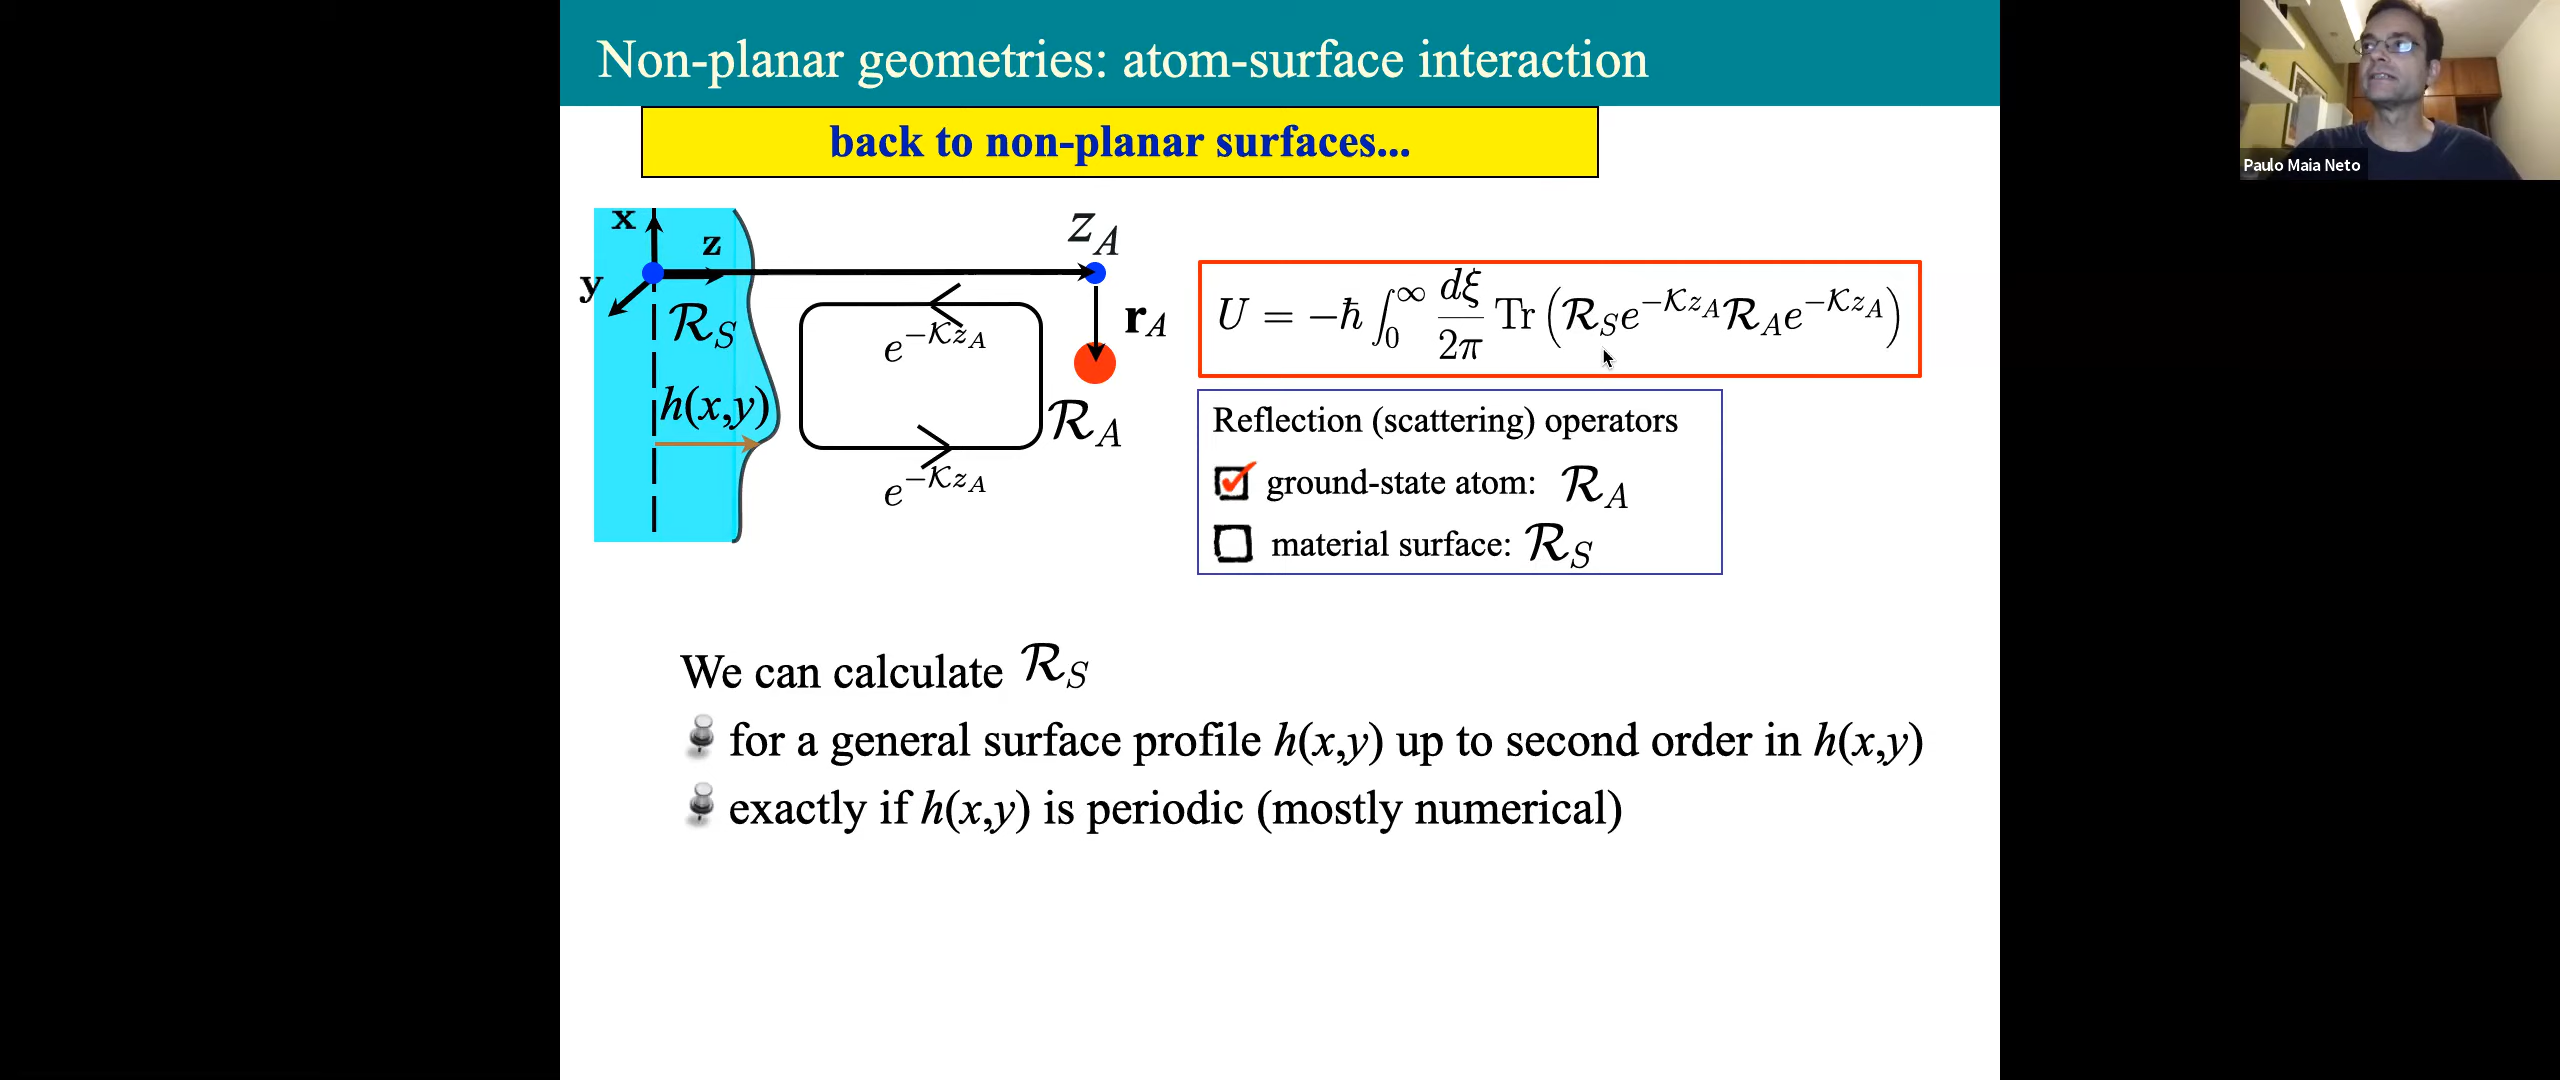 Non-planar geometries: atom-surface interaction
back to non-planar surfaces...
x
z
y
z_A
r_A
ℛ_S
e^{-𝒦z_A}
h(x,y)
ℛ_A
e^{-𝒦z_A}
U = −ℏ ∫_0^∞ dξ/2π Tr (ℛ_S e^{-𝒦z_A} ℛ_A e^{-𝒦z_A})
Reflection (scattering) operators
ground-state atom: ℛ_A
material surface: ℛ_S
We can calculate ℛ_S
for a general surface profile h(x,y) up to second order in h(x,y)
exactly if h(x,y) is periodic (mostly numerical)
Paulo Maia Neto